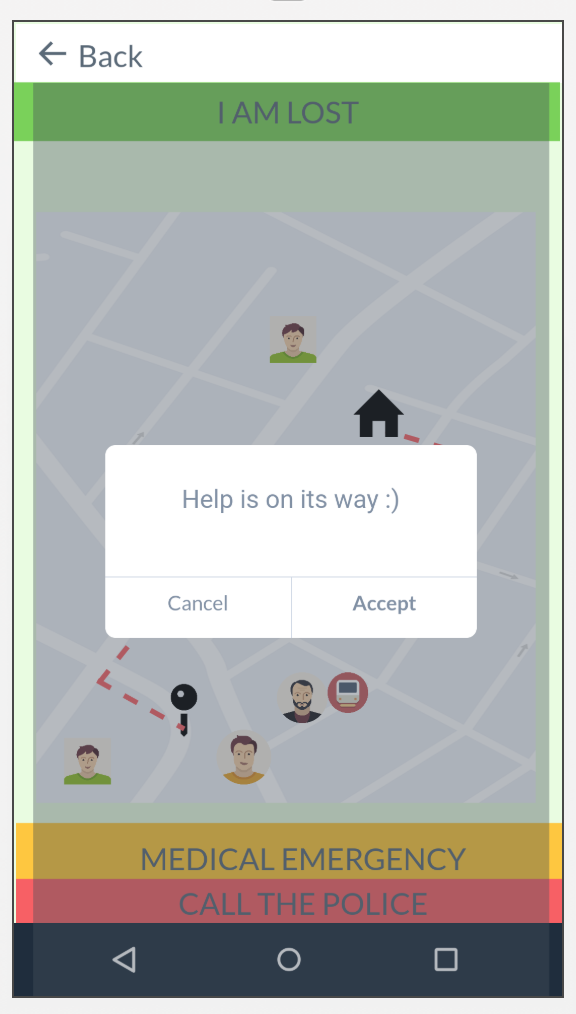 Back
I AM LOST
Help is on its way :)
Cancel
Accept
MEDICAL EMERGENCY
CALL THE POLICE